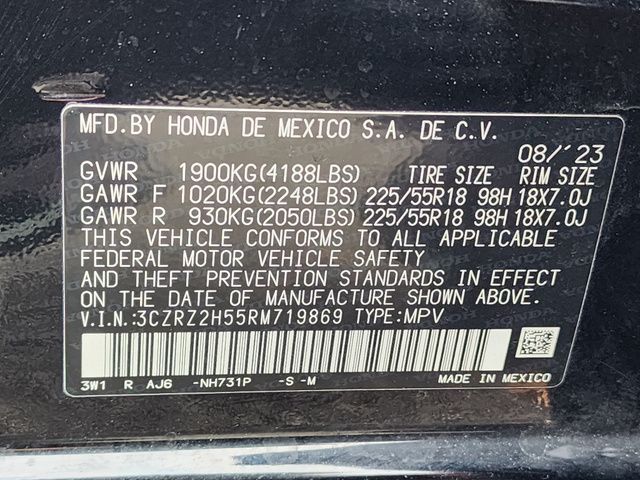 MFD.BY HONDA DE MEXICO S.A. DE C.V.
08/'23
GVWR 1900KG(4188LBS) TIRE SIZE RIM SIZE
GAWR F 1020KG(2248LBS) 225/55R18 98H 18X7.0J
GAWR R 930KG(2050LBS) 225/55R18 98H 18X7.0J
THIS VEHICLE CONFORMS TO ALL APPLICABLE
FEDERAL MOTOR VEHICLE SAFETY
AND THEFT PREVENTION STANDARDS IN EFFECT
ON THE DATE OF MANUFACTURE SHOWN ABOVE.
V.I.N.:3CZRZ2H55RM719869 TYPE:MPV
3W1 R AJ6 -NH731P -S -M MADE IN MEXICO